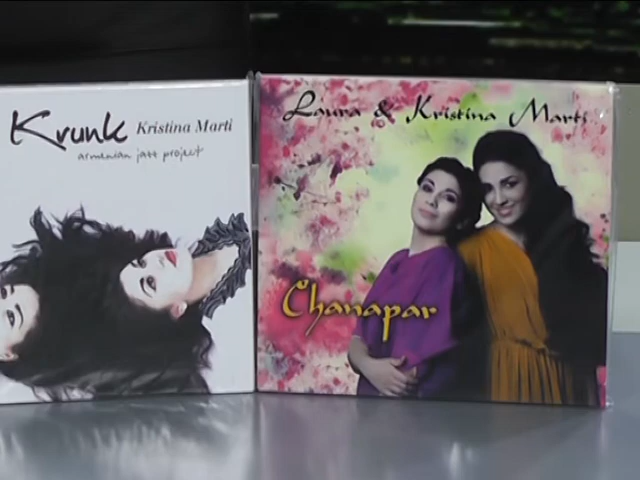 Krunk Kristina Marti
armenian jazz project
Laura & Kristina Marti
Chanapar